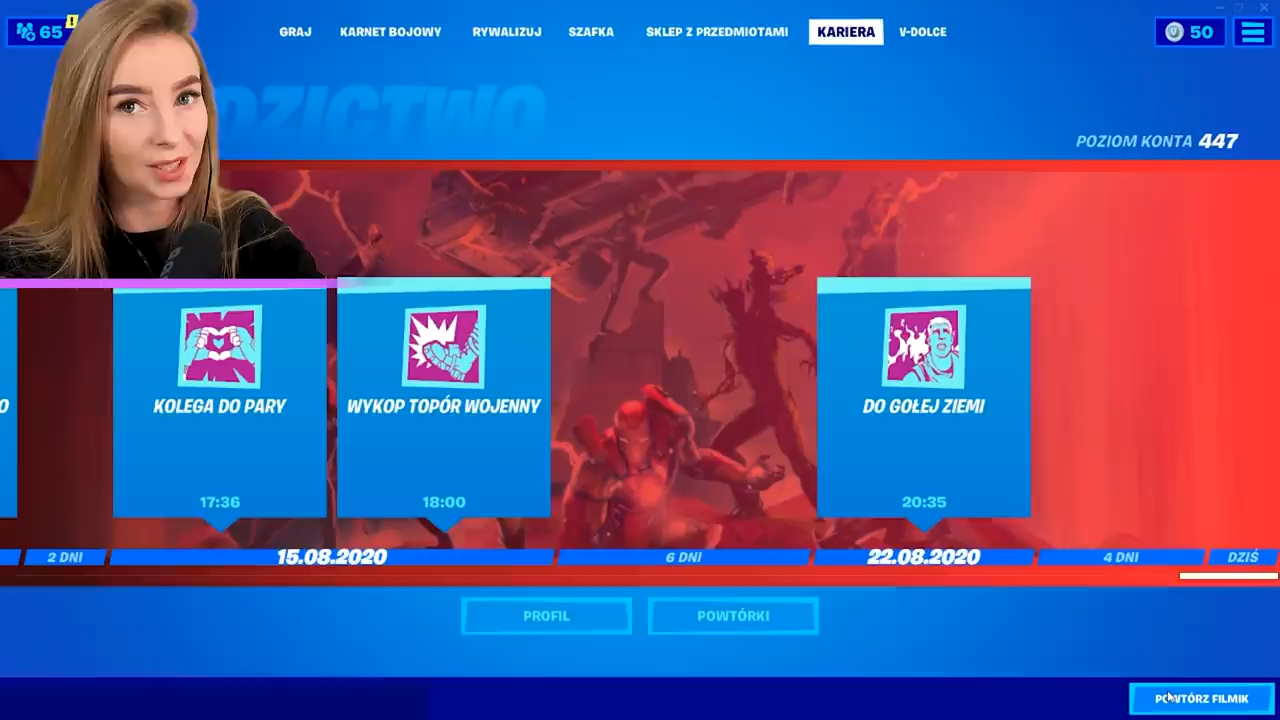 65
GRAJ
KARNET BOJOWY
RYWALIZUJ
SZAFKA
SKLEP Z PRZEDMIOTAMI
KARIERA
V-DOLCE
50
DZICTWO
POZIOM KONTA 447
O
KOLEGA DO PARY
17:36
WYKOP TOPÓR WOJENNY
18:00
DO GOŁEJ ZIEMI
20:35
2 DNI
15.08.2020
6 DNI
22.08.2020
4 DNI
DZIŚ
PROFIL
POWTÓRKI
POWTÓRZ FILMIK